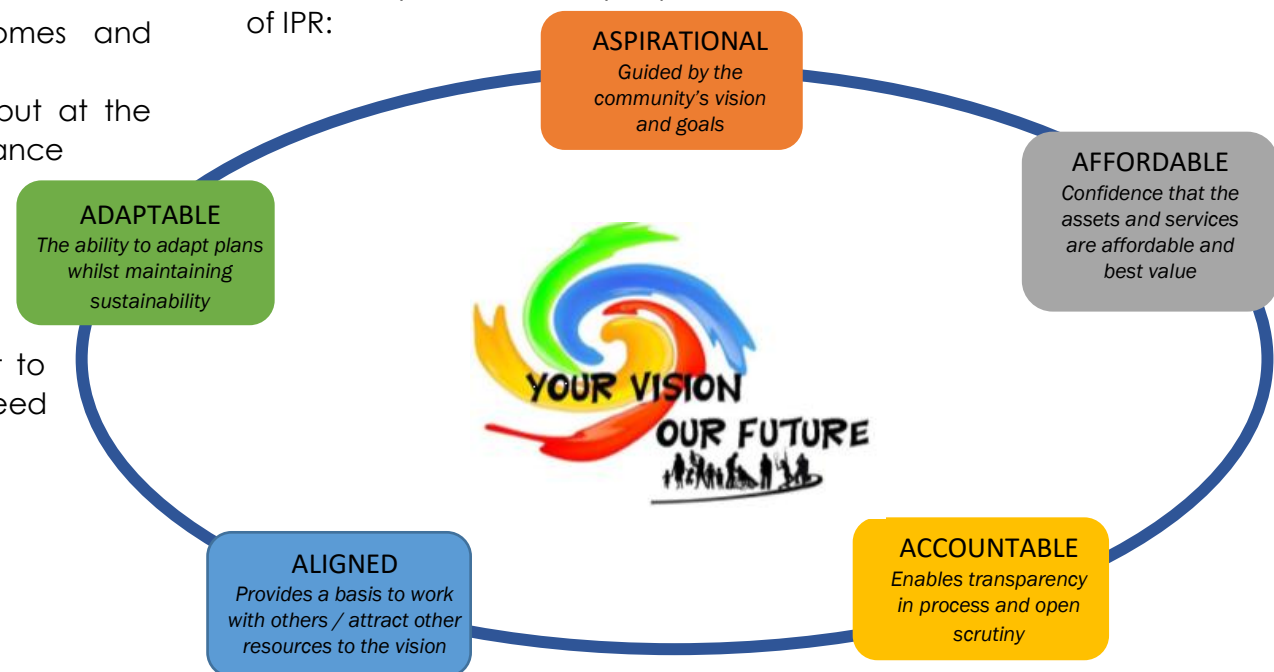 omes and
out at the
ance
t to
eed
of IPR:
ASPIRATIONAL
Guided by the
community’s vision
and goals
AFFORDABLE
Confidence that the
assets and services
are affordable and
best value
ACCOUNTABLE
Enables transparency
in process and open
scrutiny
ALIGNED
Provides a basis to work
with others / attract other
resources to the vision
ADAPTABLE
The ability to adapt plans
whilst maintaining
sustainability
YOUR VISION
OUR FUTURE